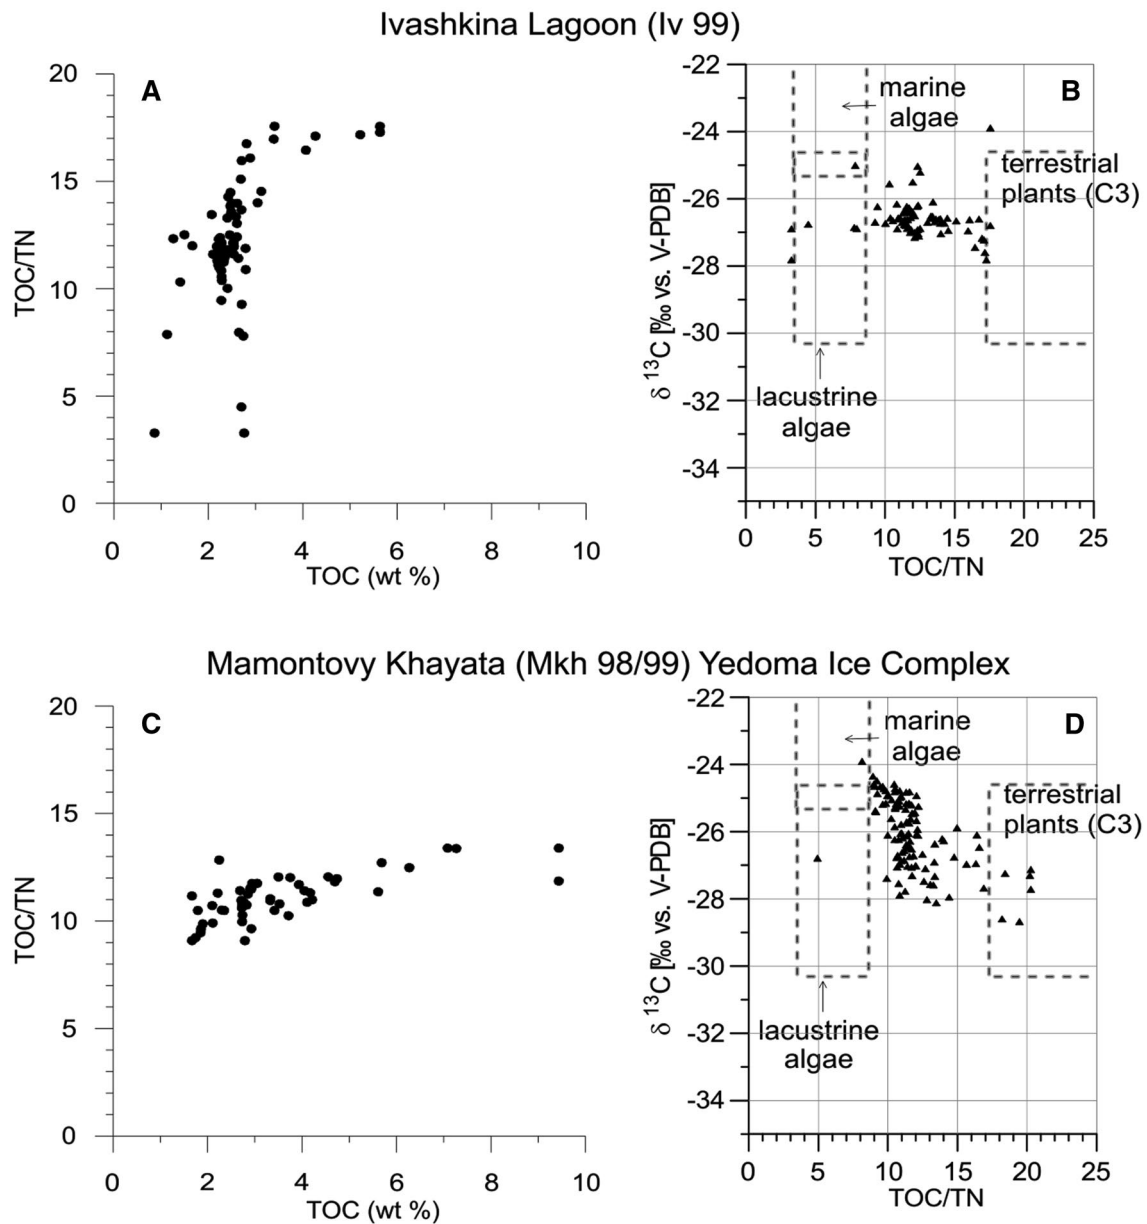 Ivashkina Lagoon (Iv 99)
A
20
15
10
5
0
TOC/TN
0 2 4 6 8 10
TOC (wt %)
B
-22
-24
-26
-28
-30
-32
-34
δ 13C [‰ vs. V-PDB]
marine
algae
terrestrial
plants (C3)
lacustrine
algae
0 5 10 15 20 25
TOC/TN
Mamontovy Khayata (Mkh 98/99) Yedoma Ice Complex
C
20
15
10
5
0
TOC/TN
0 2 4 6 8 10
TOC (wt %)
D
-22
-24
-26
-28
-30
-32
-34
δ 13C [‰ vs. V-PDB]
marine
algae
terrestrial
plants (C3)
lacustrine
algae
0 5 10 15 20 25
TOC/TN